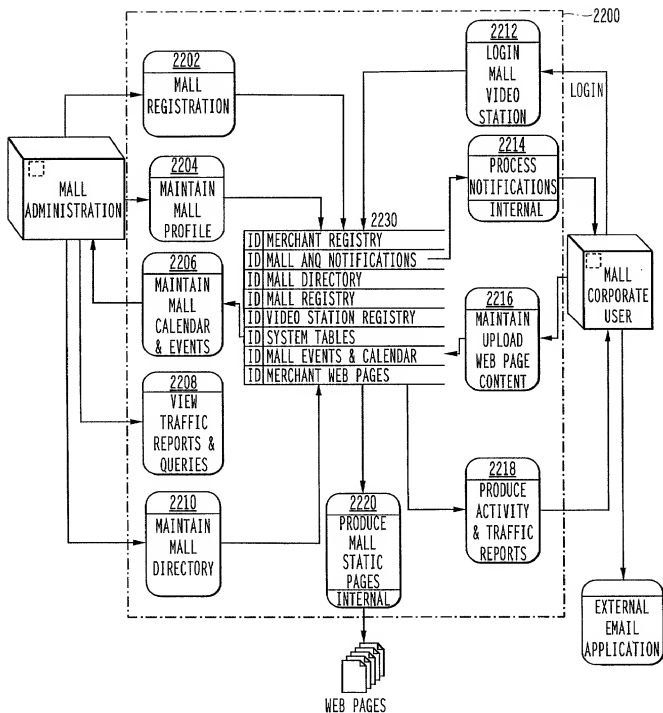 2200
2202
MALL
REGISTRATION
2212
LOGIN
MALL
VIDEO
STATION
LOGIN
MALL
ADMINISTRATION
2204
MAINTAIN
MALL
PROFILE
2214
PROCESS
NOTIFICATIONS
INTERNAL
2230
ID MERCHANT REGISTRY
ID MALL ANQ NOTIFICATIONS
ID MALL DIRECTORY
ID MALL REGISTRY
ID VIDEO STATION REGISTRY
ID SYSTEM TABLES
ID MALL EVENTS & CALENDAR
ID MERCHANT WEB PAGES
MALL
CORPORATE
USER
2206
MAINTAIN
MALL
CALENDAR
& EVENTS
2216
MAINTAIN
UPLOAD
WEB PAGE
CONTENT
2208
VIEW
TRAFFIC
REPORTS &
QUERIES
2210
MAINTAIN
MALL
DIRECTORY
2220
PRODUCE
MALL
STATIC
PAGES
INTERNAL
2218
PRODUCE
ACTIVITY
& TRAFFIC
REPORTS
EXTERNAL
EMAIL
APPLICATION
WEB PAGES